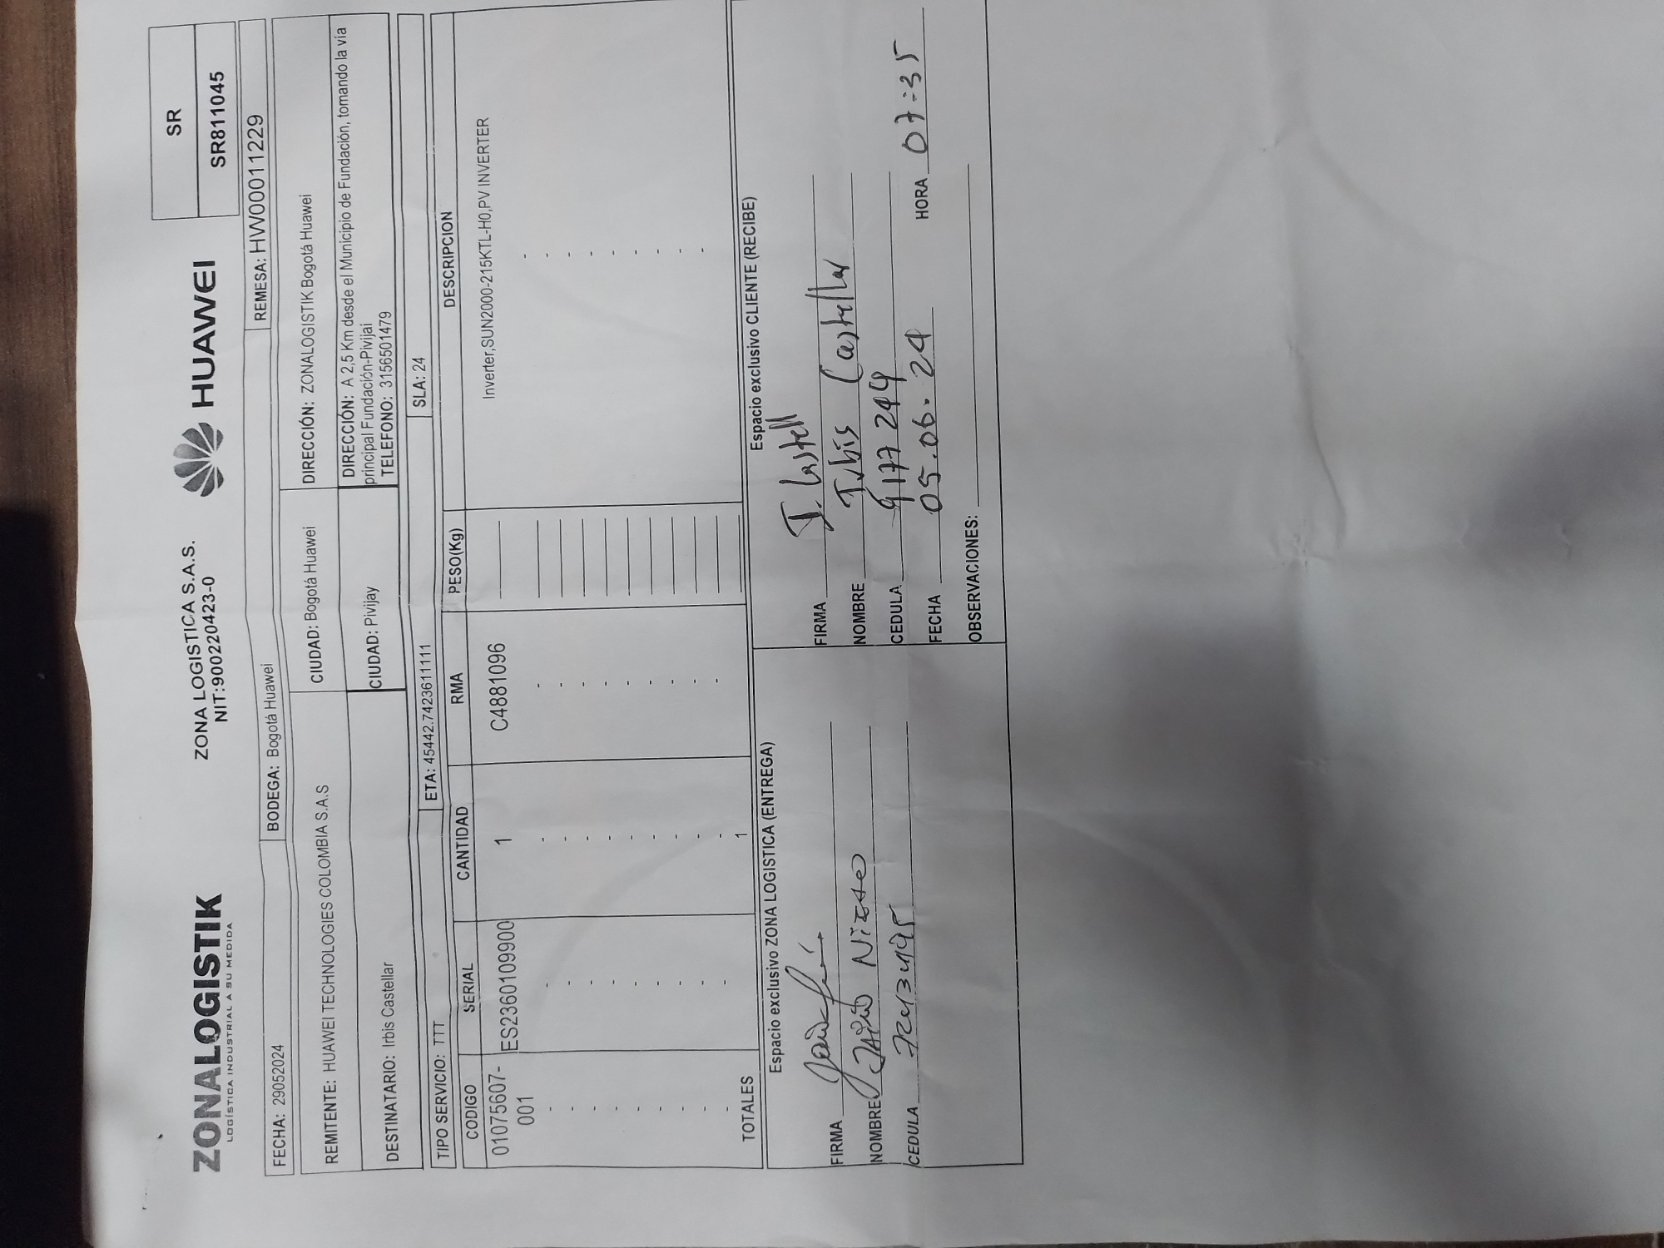 ZONALOGISTIK
LOGÍSTICA INDUSTRIAL A SU MEDIDA
ZONA LOGISTICA S.A.S.
NIT:900220423-0
HUAWEI
SR
SR811045
FECHA: 29052024
BODEGA: Bogotá Huawei
REMESA: HW00011229
REMITENTE: HUAWEI TECHNOLOGIES COLOMBIA S.A.S
CIUDAD: Bogotá Huawei
DIRECCIÓN: ZONALOGISTIK Bogotá Huawei
DESTINATARIO: Irbis Castellar
CIUDAD: Pivijay
DIRECCIÓN: A 2,5 Km desde el Municipio de Fundación, tomando la vía
principal Fundación-Pivijai
TELEFONO: 3156501479
TIPO SERVICIO: TTT
ETA: 45442.7423611111
SLA: 24
CODIGO SERIAL CANTIDAD RMA PESO(Kg) DESCRIPCION
01075607-001 ES2360109900 1 C4881096 Inverter,SUN2000-215KTL-H0,PV INVERTER
TOTALES 1
Espacio exclusivo ZONA LOGISTICA (ENTREGA)
FIRMA
NOMBRE Jairo Nieto
CEDULA
Espacio exclusivo CLIENTE (RECIBE)
FIRMA I. Castell
NOMBRE Irbis Castellar
CEDULA 9177244
FECHA 05.06.24 HORA 07:35
OBSERVACIONES: